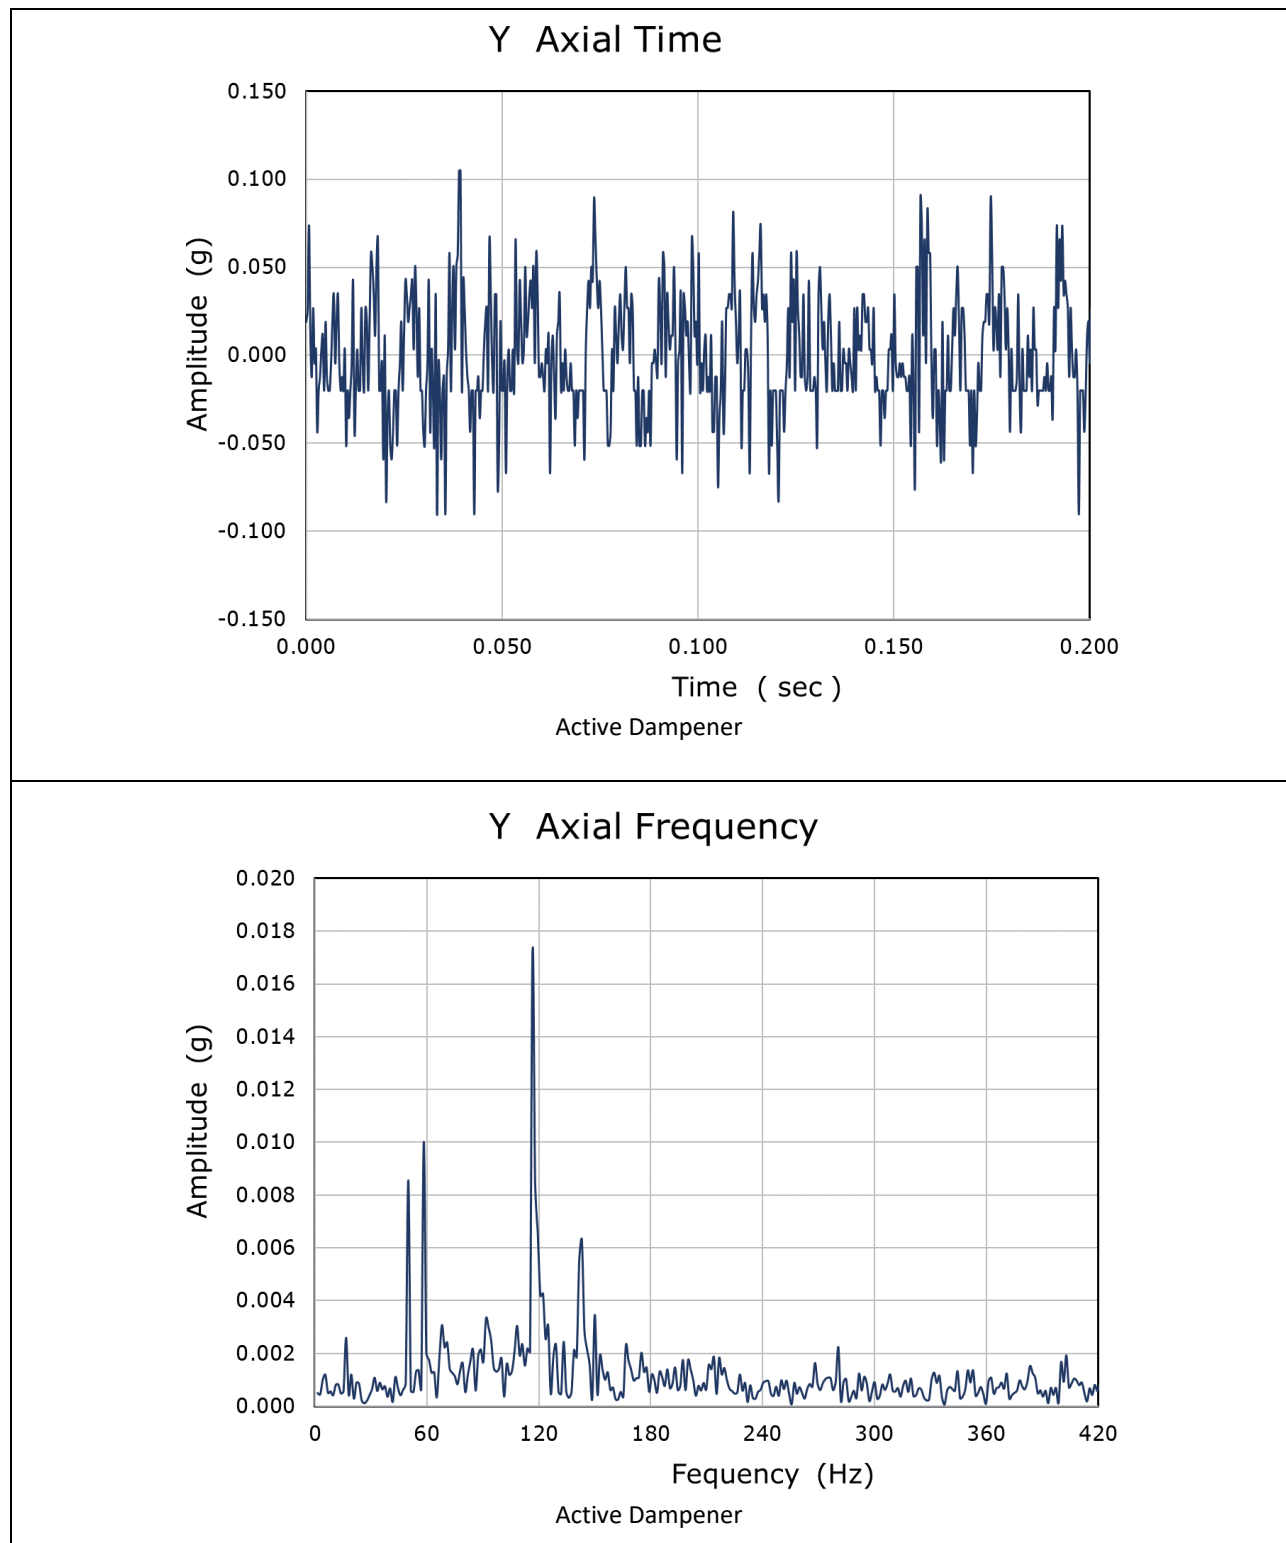 Y Axial Time
0.150
0.100
0.050
0.000
-0.050
-0.100
-0.150
Amplitude (g)
0.000 0.050 0.100 0.150 0.200
Time ( sec )
Active Dampener
Y Axial Frequency
0.020
0.018
0.016
0.014
0.012
0.010
0.008
0.006
0.004
0.002
0.000
Amplitude (g)
0 60 120 180 240 300 360 420
Fequency (Hz)
Active Dampener